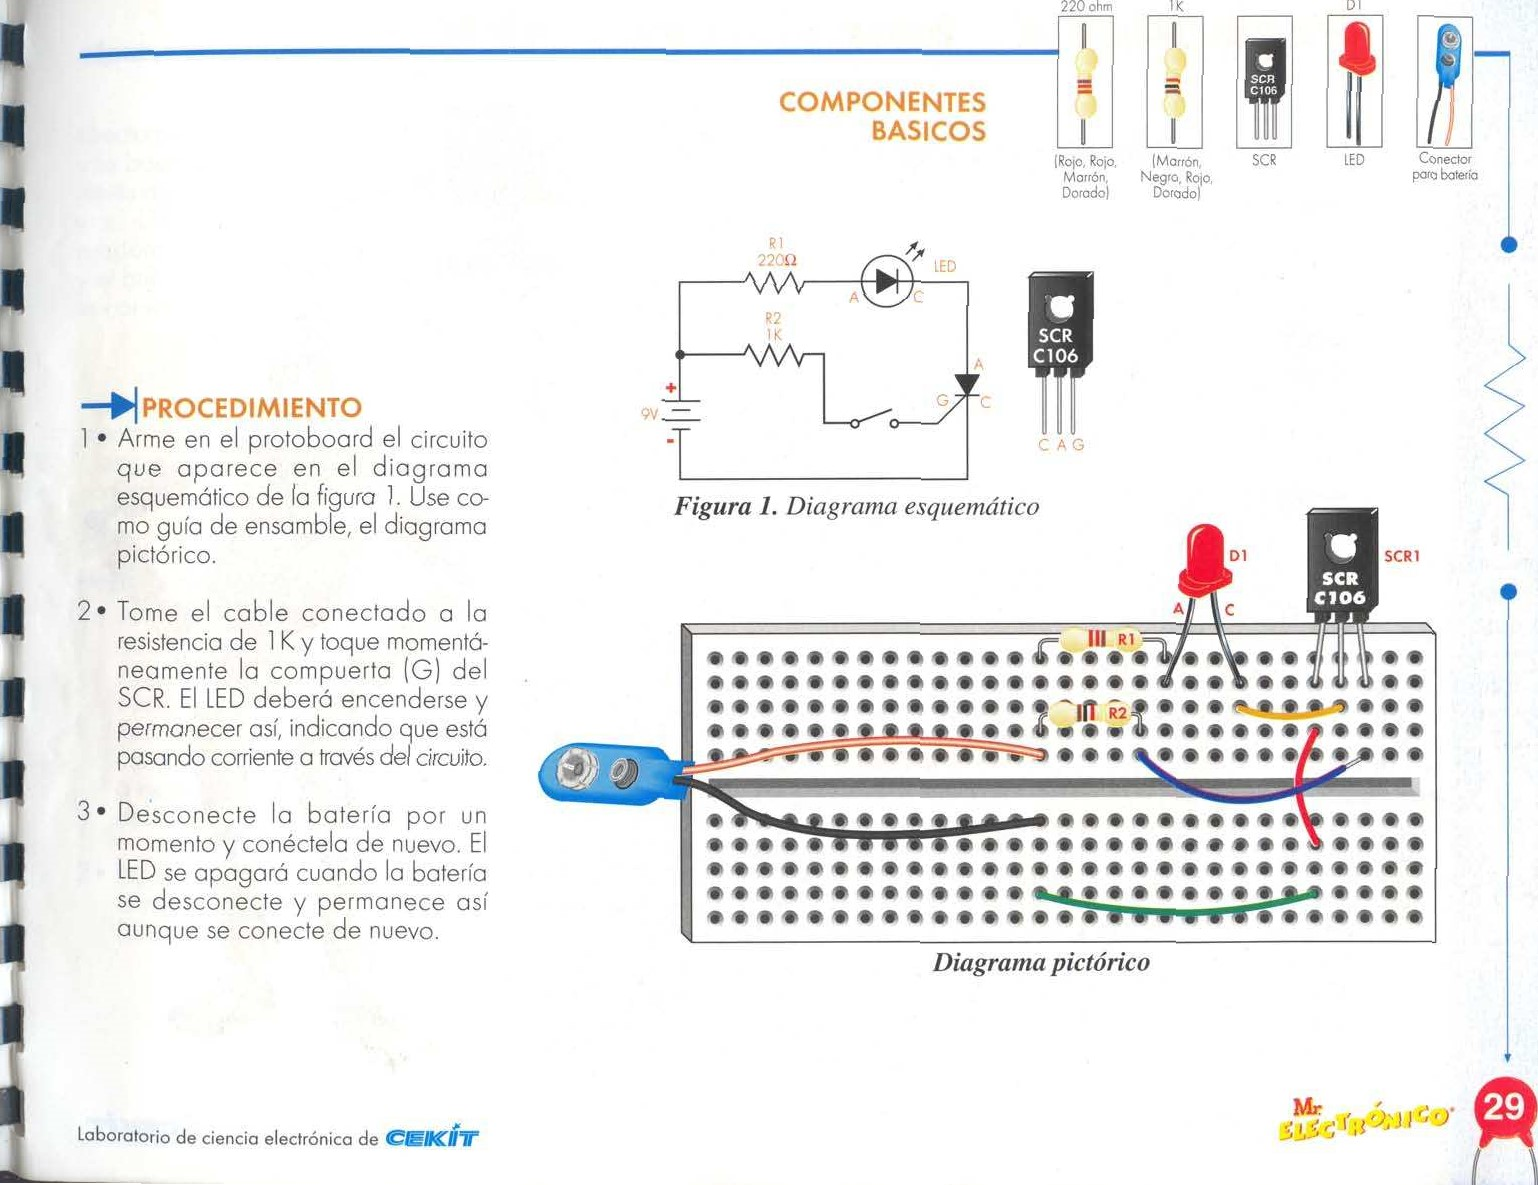 220 ohm
1K
D1
COMPONENTES
BASICOS
SCR
C106
(Rojo, Rojo,
Marrón,
Dorado)
(Marrón,
Negro, Rojo,
Dorado)
SCR
LED
Conector
para batería
R1
220Ω
LED
A
C
R2
1K
A
G
C
+
9V
-
SCR
C106
C A G
Figura 1. Diagrama esquemático
PROCEDIMIENTO
1• Arme en el protoboard el circuito
que aparece en el diagrama
esquemático de la figura 1. Use co-
mo guía de ensamble, el diagrama
pictórico.
2• Tome el cable conectado a la
resistencia de 1K y toque momentá-
neamente la compuerta (G) del
SCR. El LED deberá encenderse y
permanecer así, indicando que está
pasando corriente a través del circuito.
3• Desconecte la batería por un
momento y conéctela de nuevo. El
LED se apagará cuando la batería
se desconecte y permanece así
aunque se conecte de nuevo.
D1
A
C
SCR1
SCR
C106
R1
R2
Diagrama pictórico
Laboratorio de ciencia electrónica de CEKIT
Mr.
ELECTRÓNICO
29